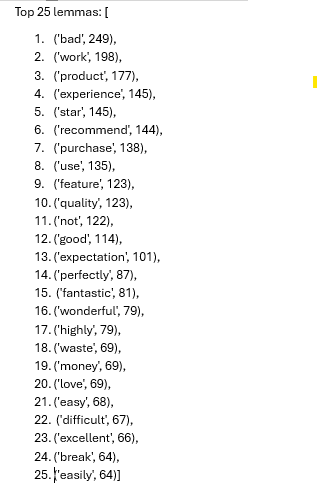 Top 25 lemmas: [
1. ('bad', 249),
2. ('work', 198),
3. ('product', 177),
4. ('experience', 145),
5. ('star', 145),
6. ('recommend', 144),
7. ('purchase', 138),
8. ('use', 135),
9. ('feature', 123),
10. ('quality', 123),
11. ('not', 122),
12. ('good', 114),
13. ('expectation', 101),
14. ('perfectly', 87),
15. ('fantastic', 81),
16. ('wonderful', 79),
17. ('highly', 79),
18. ('waste', 69),
19. ('money', 69),
20. ('love', 69),
21. ('easy', 68),
22. ('difficult', 67),
23. ('excellent', 66),
24. ('break', 64),
25. ('easily', 64)]